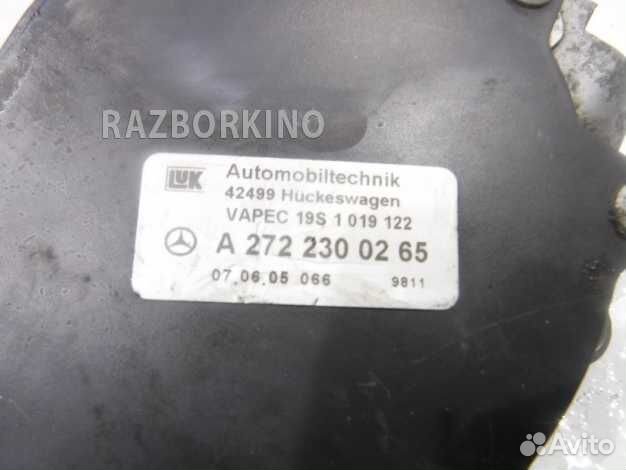 RAZBORKINO
LUK Automobiltechnik
42499 Hückeswagen
VAPEC 19S 1 019 122
A 272 230 02 65
07.06.05 066 9811
Avito